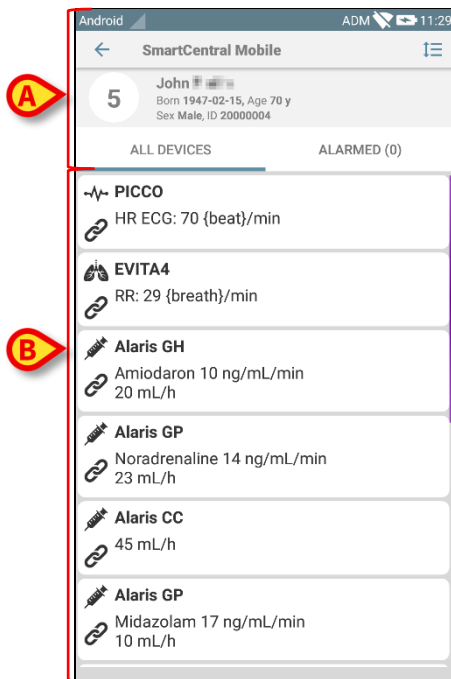 Android ADM 11:29
SmartCentral Mobile
A
5
John
Born 1947-02-15, Age 70 y
Sex Male, ID 20000004
ALL DEVICES ALARMED (0)
PICCO
HR ECG: 70 {beat}/min
EVITA4
RR: 29 {breath}/min
B
Alaris GH
Amiodaron 10 ng/mL/min
20 mL/h
Alaris GP
Noradrenaline 14 ng/mL/min
23 mL/h
Alaris CC
45 mL/h
Alaris GP
Midazolam 17 ng/mL/min
10 mL/h